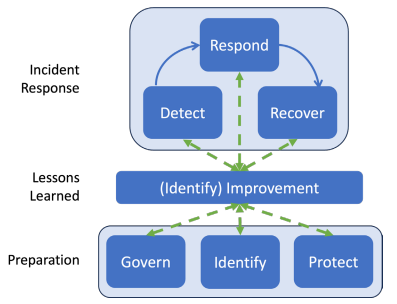 Incident
Response
Respond
Detect
Recover
Lessons
Learned
(Identify) Improvement
Preparation
Govern
Identify
Protect